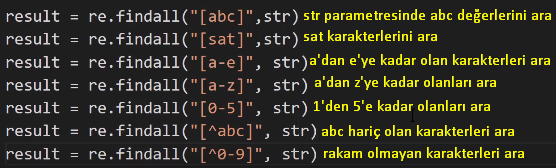 result = re.findall("[abc]",str) str parametresinde abc değerlerini ara
result = re.findall("[sat]",str) sat karakterlerini ara
result = re.findall("[a-e]", str) a'dan e'ye kadar olan karakterleri ara
result = re.findall("[a-z]", str) a'dan z'ye kadar olanları ara
result = re.findall("[0-5]", str) 1'den 5'e kadar olanları ara
result = re.findall("[^abc]", str) abc hariç olan karakterleri ara
result = re.findall("[^0-9]", str) rakam olmayan karakterleri ara